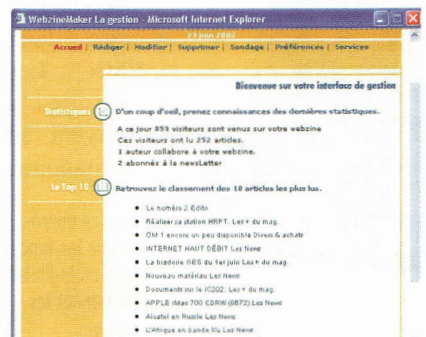 WebzineMaker La gestion - Microsoft Internet Explorer
23 juin 2002
Accueil | Rédiger | Modifier | Supprimer | Sondage | Préférences | Services
Bienvenue sur votre interface de gestion
Statistiques
D'un coup d'oeil, prenez connaissances des dernières statistiques.
A ce jour 853 visiteurs sont venus sur votre webzine
Ces visiteurs ont lu 252 articles.
1 auteur collabore à votre webzine.
2 abonnés à la newsLetter
Le Top 10
Retrouvez le classement des 10 articles les plus lus.
Le numéro 2 Edito
Réaliser sa station HRPT. Les + du mag.
OM 1 encore un peu disponible Divers & achats
INTERNET HAUT DÉBIT Les News
La braderie GES du 1er juin Les + du mag.
Nouveau matériau Les News
Documents sur le IC202. Les + du mag.
APPLE iMac 700 CDRW (8672) Les News
Alcatel en Russie Les News
L'Afrique en bande Ku Les News